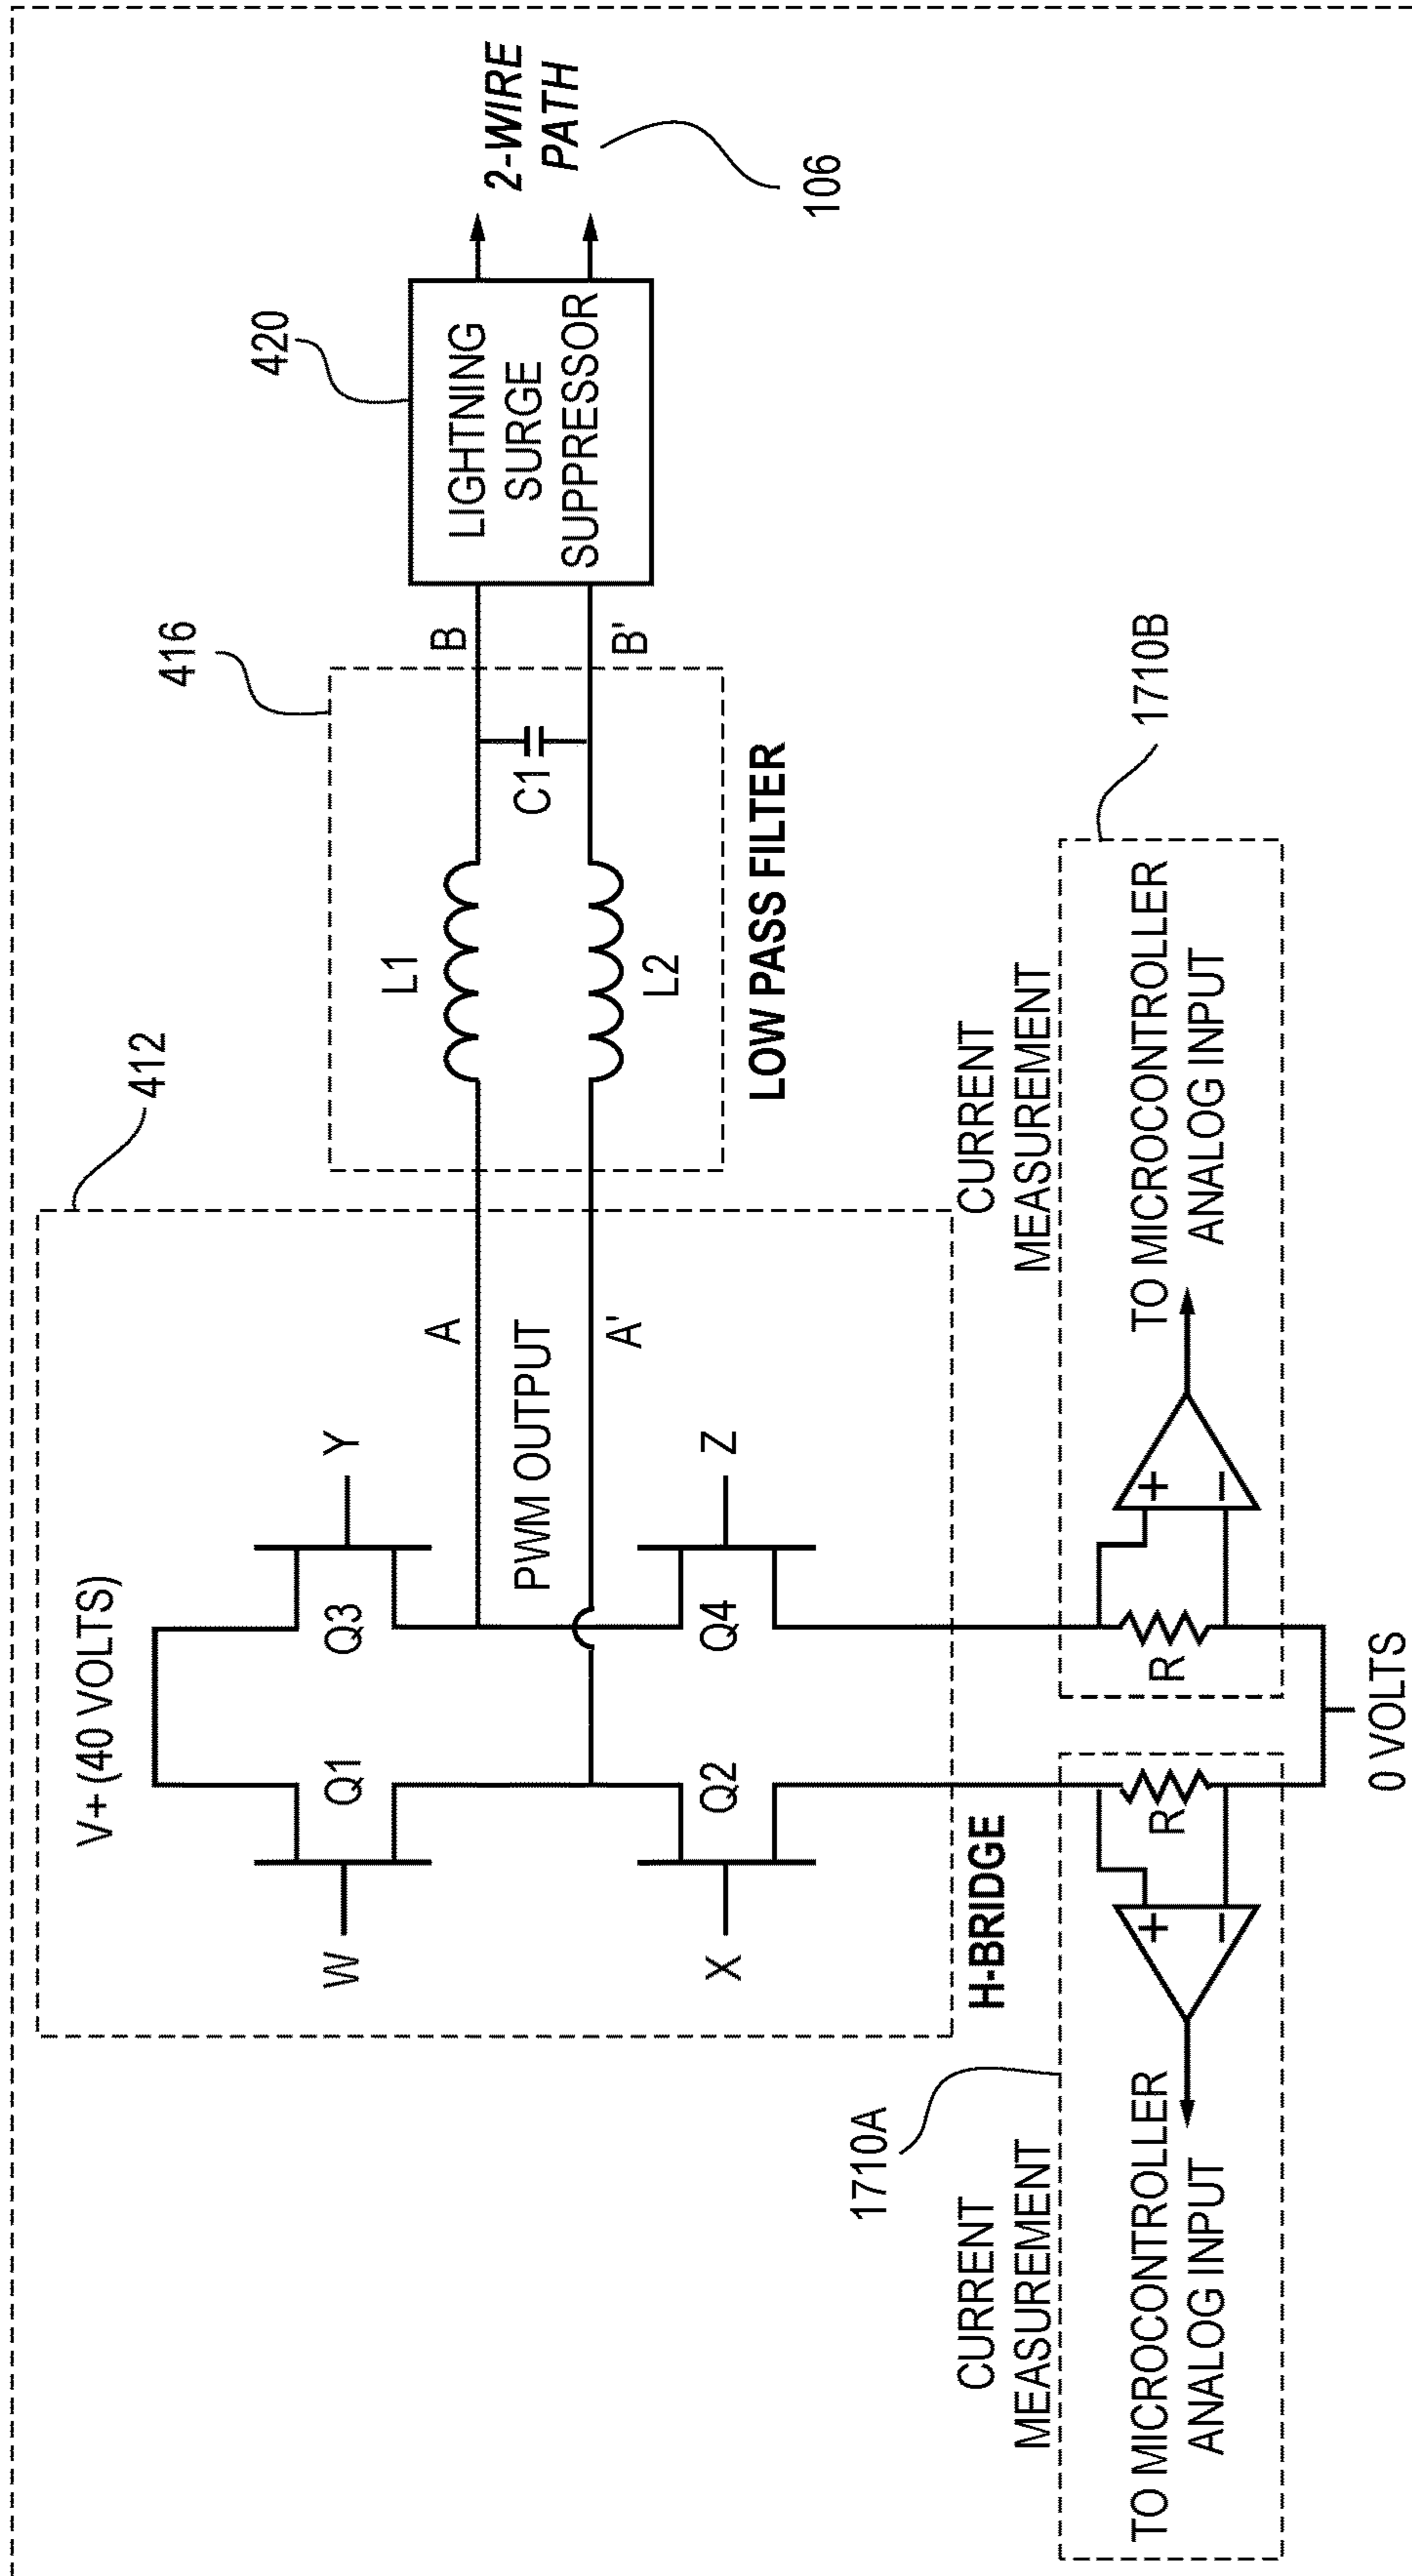 V+ (40 VOLTS)
412
W
Q1
Q3
Y
X
Q2
Q4
Z
A
PWM OUTPUT
A'
H-BRIDGE
416
L1
L2
C1
B
B'
LOW PASS FILTER
420
LIGHTNING
SURGE
SUPPRESSOR
2-WIRE
PATH
106
1710A
CURRENT
MEASUREMENT
TO MICROCONTROLLER
ANALOG INPUT
+
−
R
R
+
−
CURRENT
MEASUREMENT
TO MICROCONTROLLER
ANALOG INPUT
1710B
0 VOLTS